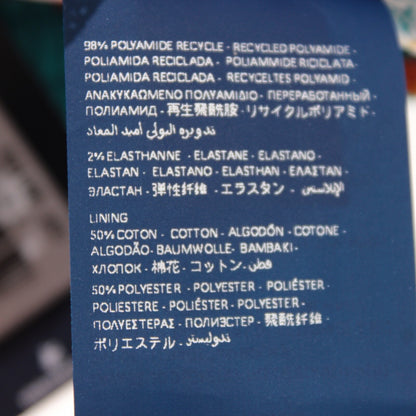 98% POLYAMIDE RECYCLE - RECYCLED POLYAMIDE -
POLIAMIDA RECICLADA - POLIAMMIDE RICICLATA -
POLIAMIDA RECICLADA - RECYCELTES POLYAMID -
ΑΝΑΚΥΚΛΩΜΕΝΟ ΠΟΛΥΑΜΙΔΙΟ - ПЕРЕРАБОТАННЫЙ
ПОЛИАМИД - 再生聚酰胺 - リサイクルポリアミド -
2% ELASTHANNE - ELASTANE - ELASTANO -
ELASTAN - ELASTANO - ELASTHAN - ΕΛΑΣΤΑΝ -
ЭЛАСТАН - 弹性纤维 - エラスタン -
LINING
50% COTON - COTTON - ALGODÓN - COTONE -
ALGODÃO - BAUMWOLLE - ΒΑΜΒΑΚΙ -
ХЛОПОК - 棉花 - コットン - قطن
50% POLYESTER - POLYESTER - POLIÉSTER -
POLIESTERE - POLIÉSTER - POLYESTER -
ΠΟΛΥΕΣΤΕΡΑΣ - ПОЛИЭСТЕР - 聚酰纤维 -
ポリエステル -